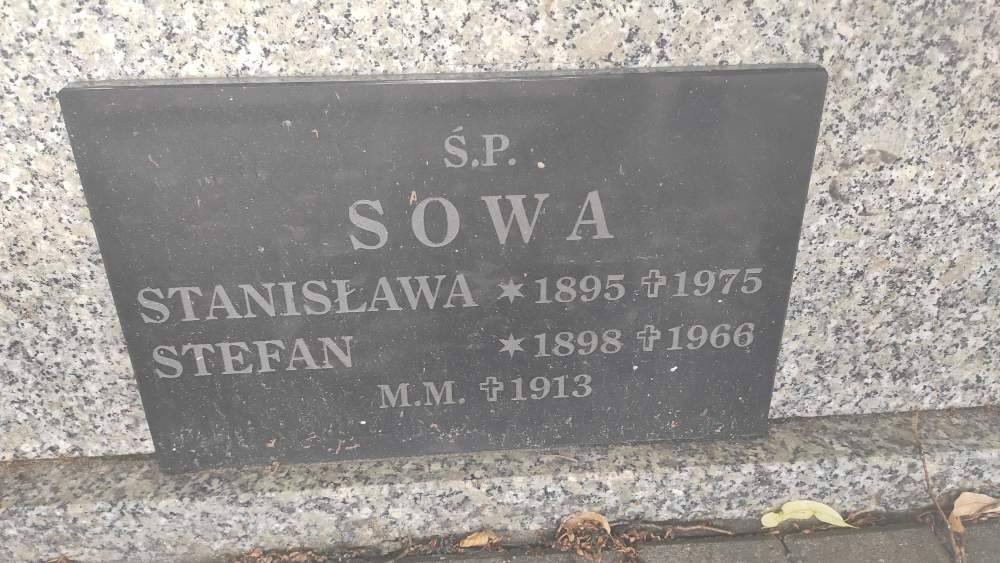 Ś.P.
SOWA
STANISŁAWA ✶ 1895 ✝ 1975
STEFAN ✶ 1898 ✝ 1966
M.M. ✝ 1913